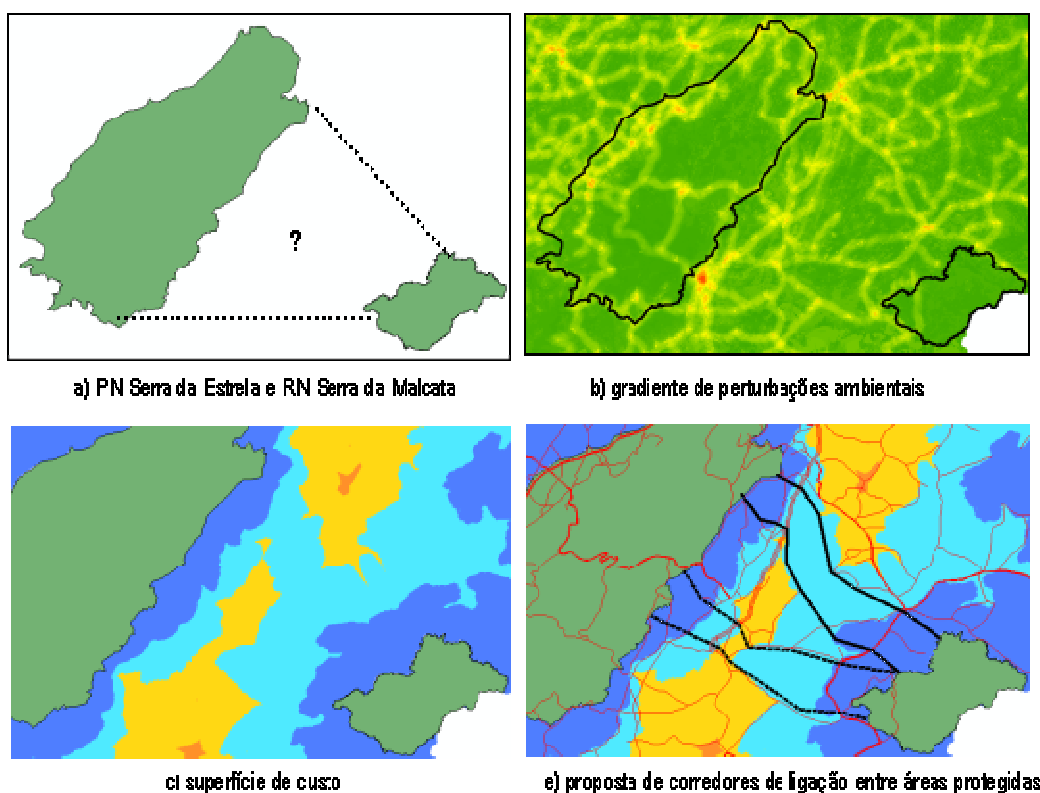 ?
a) PN Serra da Estrela e RN Serra da Malcata
b) gradiente de perturbações ambientais
c) superfície de custo
e) proposta de corredores de ligação entre áreas protegidas